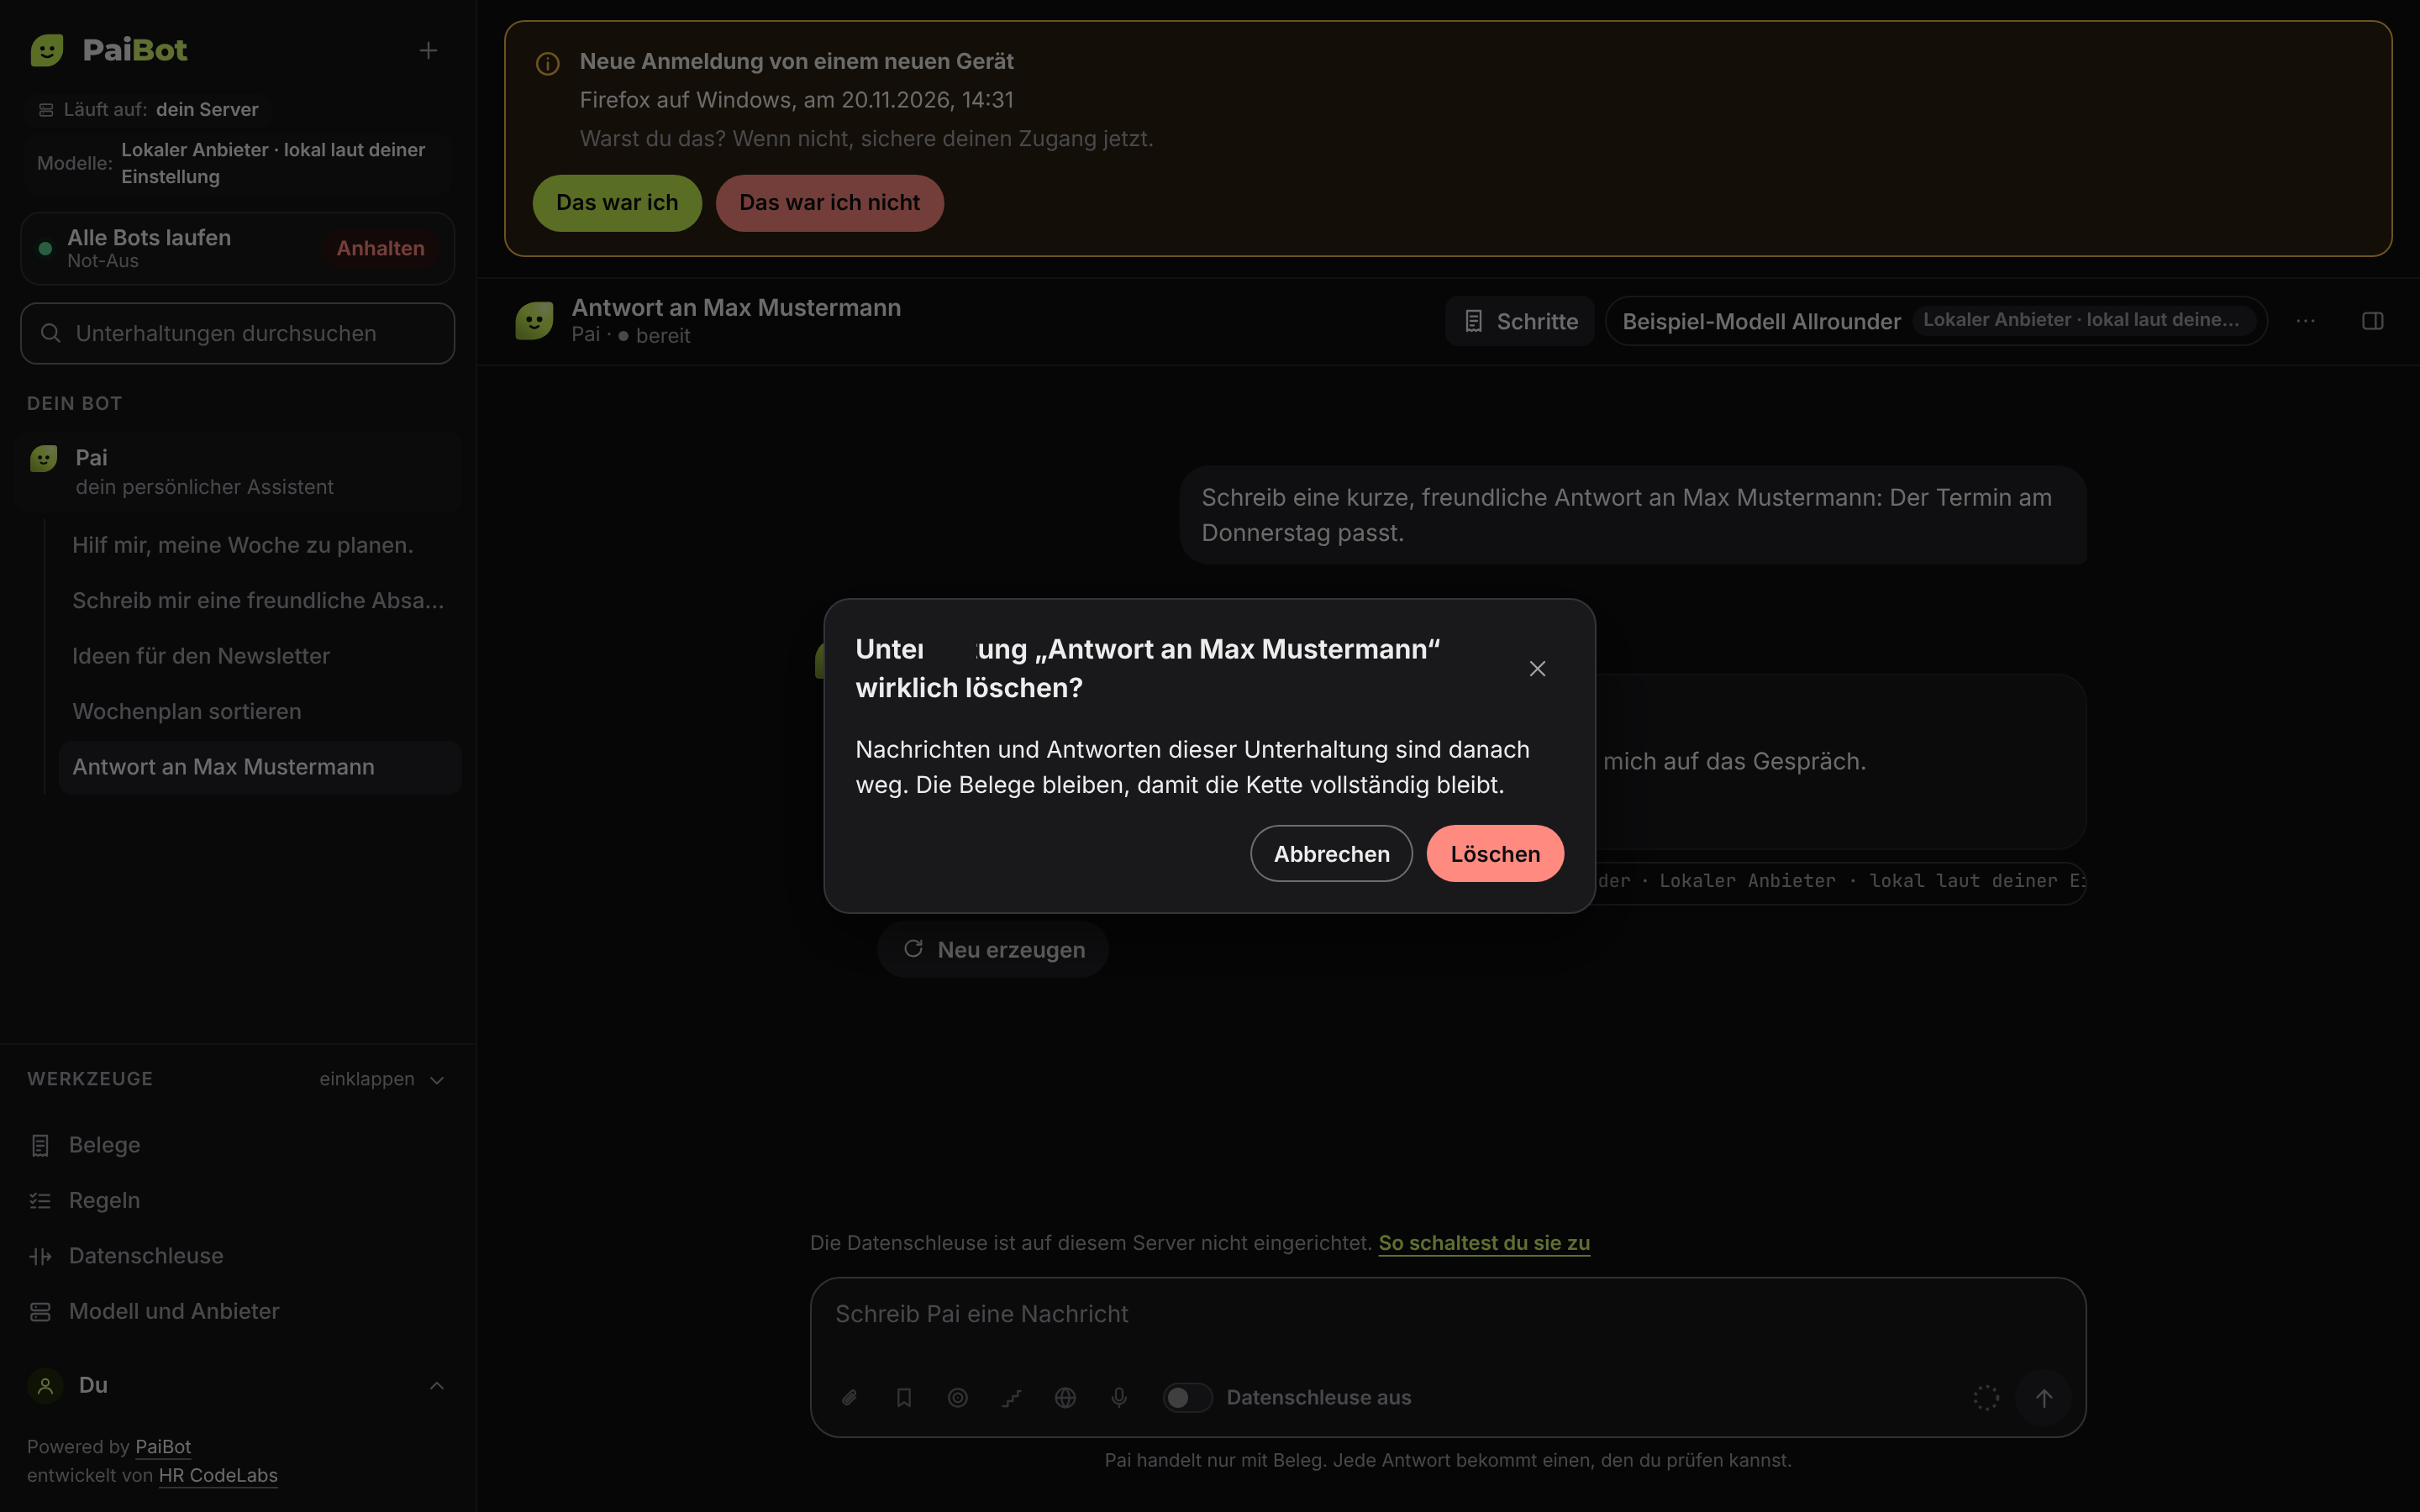 PaiBot
Läuft auf: dein Server
Modelle: Lokaler Anbieter · lokal laut deiner
Einstellung
Alle Bots laufen
Not-Aus
Anhalten
Unterhaltungen durchsuchen
DEIN BOT
Pai
dein persönlicher Assistent
Hilf mir, meine Woche zu planen.
Schreib mir eine freundliche Absa...
Ideen für den Newsletter
Wochenplan sortieren
Antwort an Max Mustermann
WERKZEUGE
einklappen
Belege
Regeln
Datenschleuse
Modell und Anbieter
Du
Powered by PaiBot
entwickelt von HR CodeLabs
Neue Anmeldung von einem neuen Gerät
Firefox auf Windows, am 20.11.2026, 14:31
Warst du das? Wenn nicht, sichere deinen Zugang jetzt.
Das war ich
Das war ich nicht
Antwort an Max Mustermann
Pai · bereit
Schritte
Beispiel-Modell Allrounder
Lokaler Anbieter · lokal laut deine...
Schreib eine kurze, freundliche Antwort an Max Mustermann: Der Termin am
Donnerstag passt.
„Antwort an Max Mustermann“
wirklich löschen?
Nachrichten und Antworten dieser Unterhaltung sind danach
weg. Die Belege bleiben, damit die Kette vollständig bleibt.
Abbrechen
Löschen
mich auf das Gespräch.
· Lokaler Anbieter · lokal laut deiner
Neu erzeugen
Die Datenschleuse ist auf diesem Server nicht eingerichtet. So schaltest du sie zu
Schreib Pai eine Nachricht
Datenschleuse aus
Pai handelt nur mit Beleg. Jede Antwort bekommt einen, den du prüfen kannst.